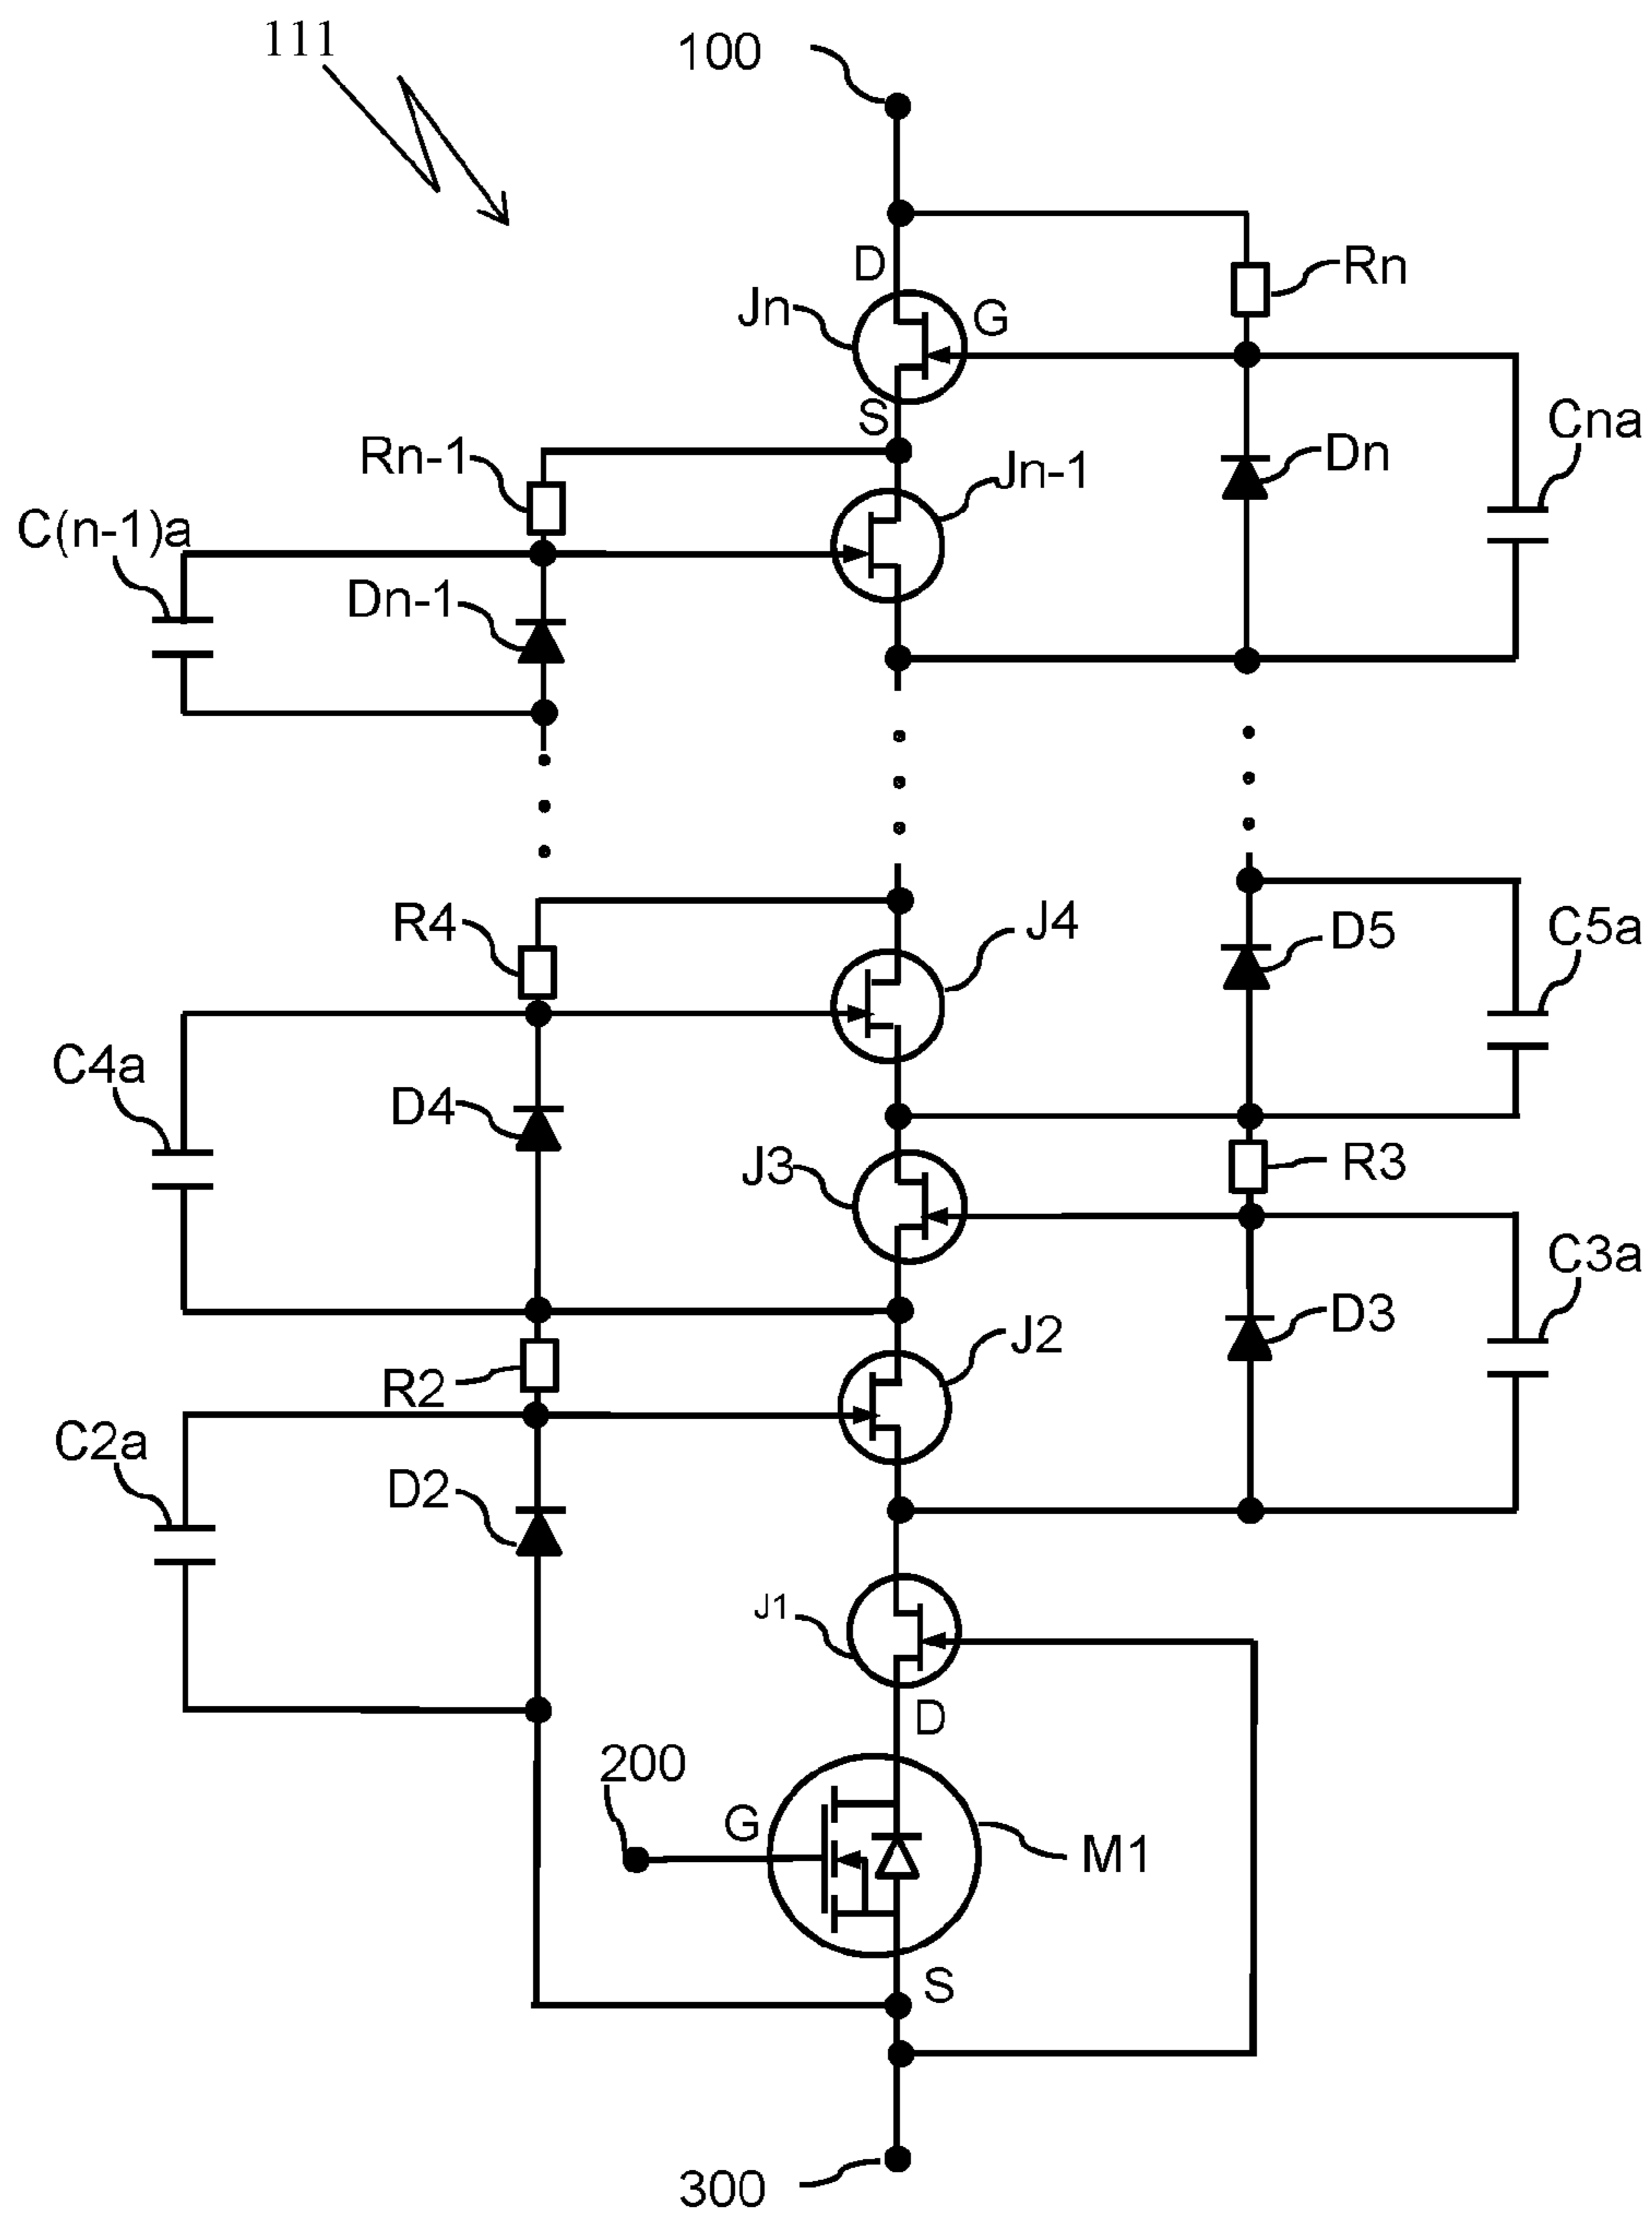 111
100
D
Rn
Jn
G
S
Cna
Rn-1
Dn
Jn-1
C(n-1)a
Dn-1
R4
J4
D5
C5a
C4a
D4
J3
R3
C3a
D3
J2
R2
C2a
D2
J1
D
200
G
M1
S
300